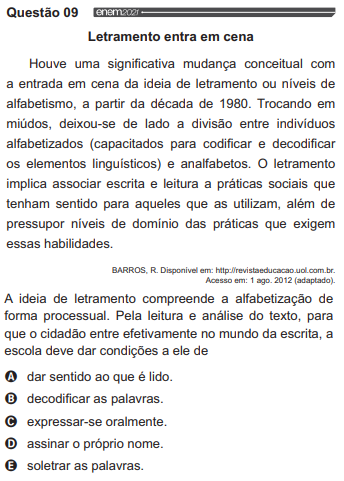 Questão 09 enem2021
Letramento entra em cena
Houve uma significativa mudança conceitual com
a entrada em cena da ideia de letramento ou níveis de
alfabetismo, a partir da década de 1980. Trocando em
miúdos, deixou-se de lado a divisão entre indivíduos
alfabetizados (capacitados para codificar e decodificar
os elementos linguísticos) e analfabetos. O letramento
implica associar escrita e leitura a práticas sociais que
tenham sentido para aqueles que as utilizam, além de
pressupor níveis de domínio das práticas que exigem
essas habilidades.
BARROS, R. Disponível em: http://revistaeducacao.uol.com.br.
Acesso em: 1 ago. 2012 (adaptado).
A ideia de letramento compreende a alfabetização de
forma processual. Pela leitura e análise do texto, para
que o cidadão entre efetivamente no mundo da escrita, a
escola deve dar condições a ele de
A dar sentido ao que é lido.
B decodificar as palavras.
C expressar-se oralmente.
D assinar o próprio nome.
E soletrar as palavras.